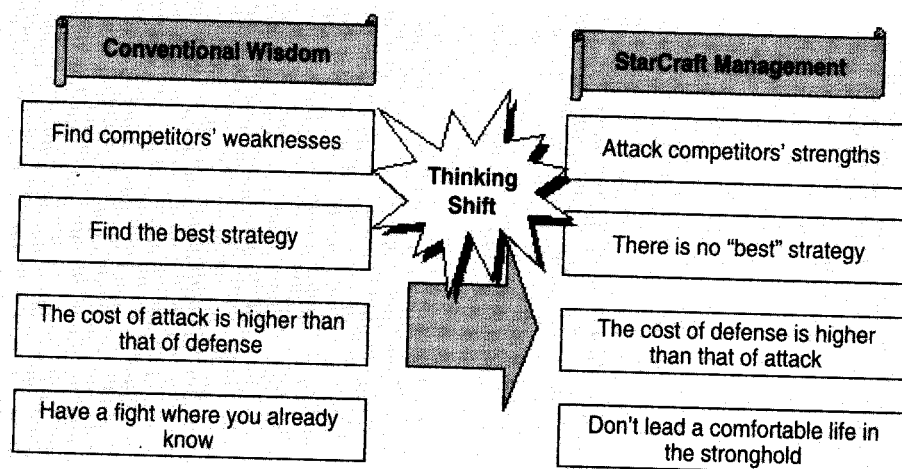 Conventional Wisdom
Find competitors' weaknesses
Find the best strategy
The cost of attack is higher than
that of defense
Have a fight where you already
know
Thinking
Shift
StarCraft Management
Attack competitors' strengths
There is no "best" strategy
The cost of defense is higher
than that of attack
Don't lead a comfortable life in
the stronghold